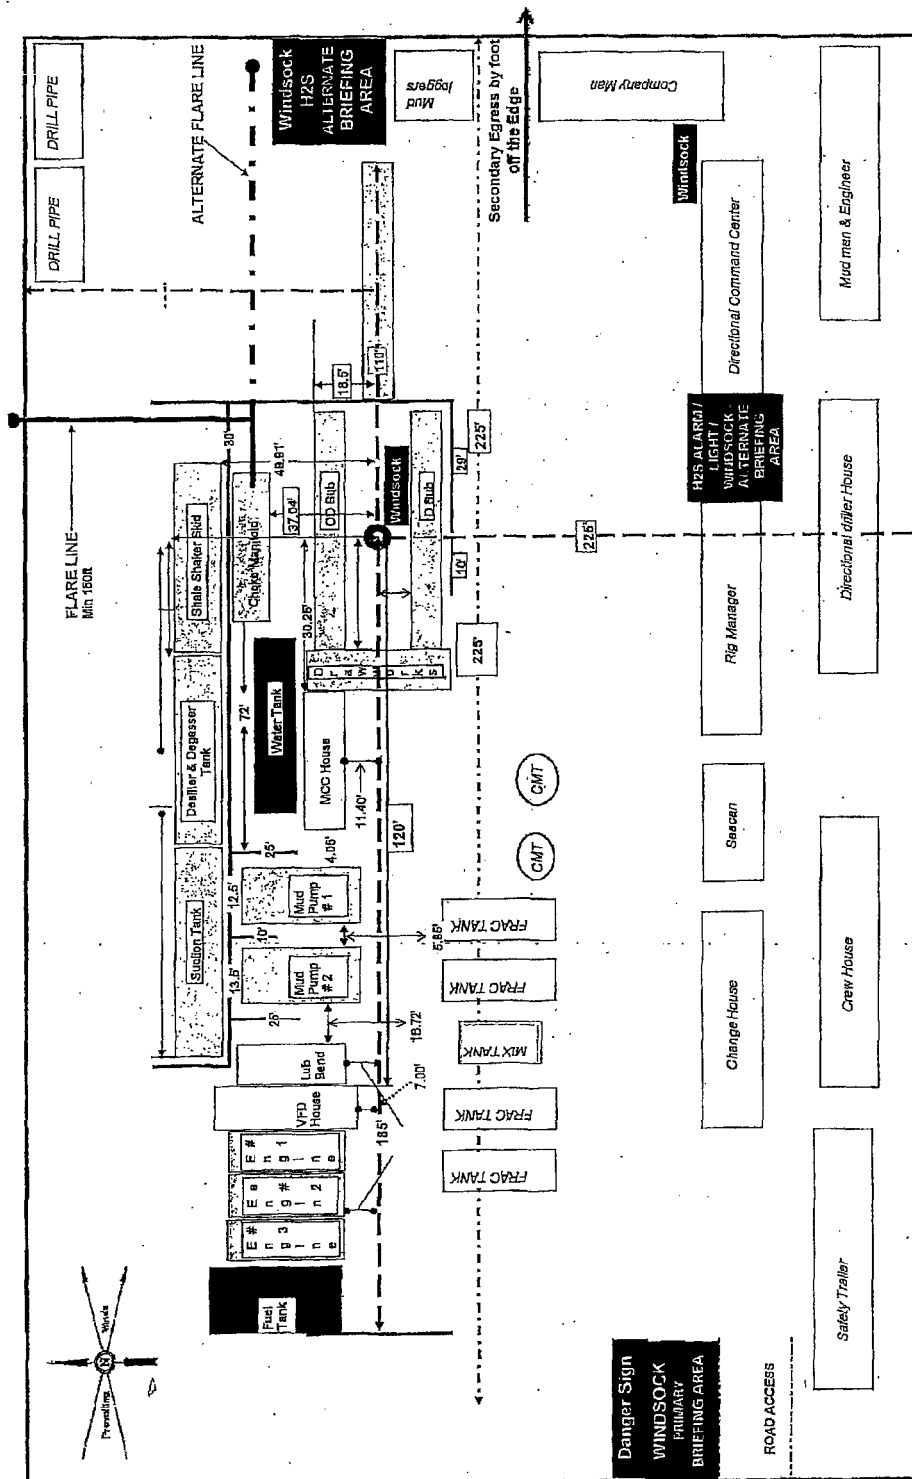 DRILL PIPE
DRILL PIPE
ALTERNATE FLARE LINE
Windsock
H2S
ALTERNATE
BRIEFING
AREA
Mud
loggers
Secondary Egress by foot
off the Edge
Company Man
Windsock
Directional Command Center
Mud men & Engineer
FLARE LINE
Min 150ft
30'
49.81'
37.04'
18.5'
110'
Shale Shaker Skid
Choke Manifold
OD Sub
Windsock
D Sub
29'
10'
225'
225'
225'
H2S ALARM /
LIGHT /
WINDSOCK -
ALTERNATE
BRIEFING
AREA
Rig Manager
Directional driller House
Desilter & Degasser
Tank
72'
Water Tank
30.25'
D
r
a
w
w
o
r
k
s
MCC House
11.40'
120'
CMT
CMT
Seacan
Suction Tank
25'
4.05'
12.5'
Mud
Pump
# 1
10'
13.5'
Mud
Pump
#2
5.85'
25'
16.72'
FRAC TANK
FRAC TANK
MIX TANK
FRAC TANK
FRAC TANK
Change House
Crew House
Lub
Bend
VFD
House
7.00'
185'
E #
n 1
g
i
n
e
E #
n 2
g
i
n
e
E #
n 3
g
i
n
e
Fuel
Tank
Prevailing
Winds
N
Danger Sign
WINDSOCK
PRIMARY
BRIEFING AREA
ROAD ACCESS
Safety Trailer